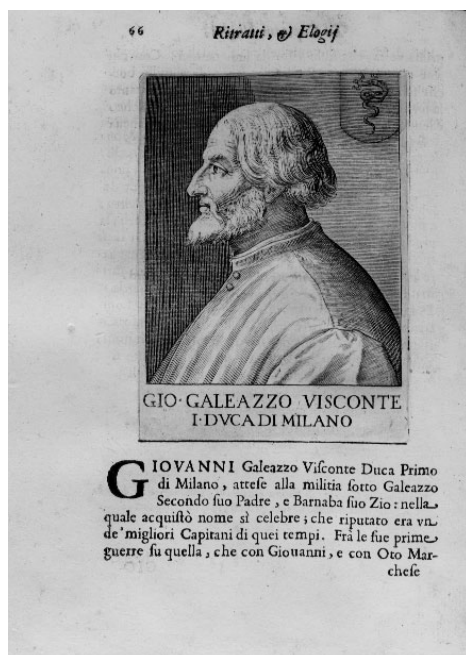 66 Ritratti, & Elogij
GIO·GALEAZZO VISCONTE
I·DVCA DI MILANO
GIOVANNI Galeazzo Viſconte Duca Primo
di Milano, atteſe alla militia ſotto Galeazzo
Secondo ſuo Padre, e Barnaba ſuo Zio: nella
quale acquiſtò nome sì celebre; che riputato era vn
de' migliori Capitani di quei tempi. Frà le ſue prime
guerre fu quella, che con Giouanni, e con Oto Mar-
cheſe